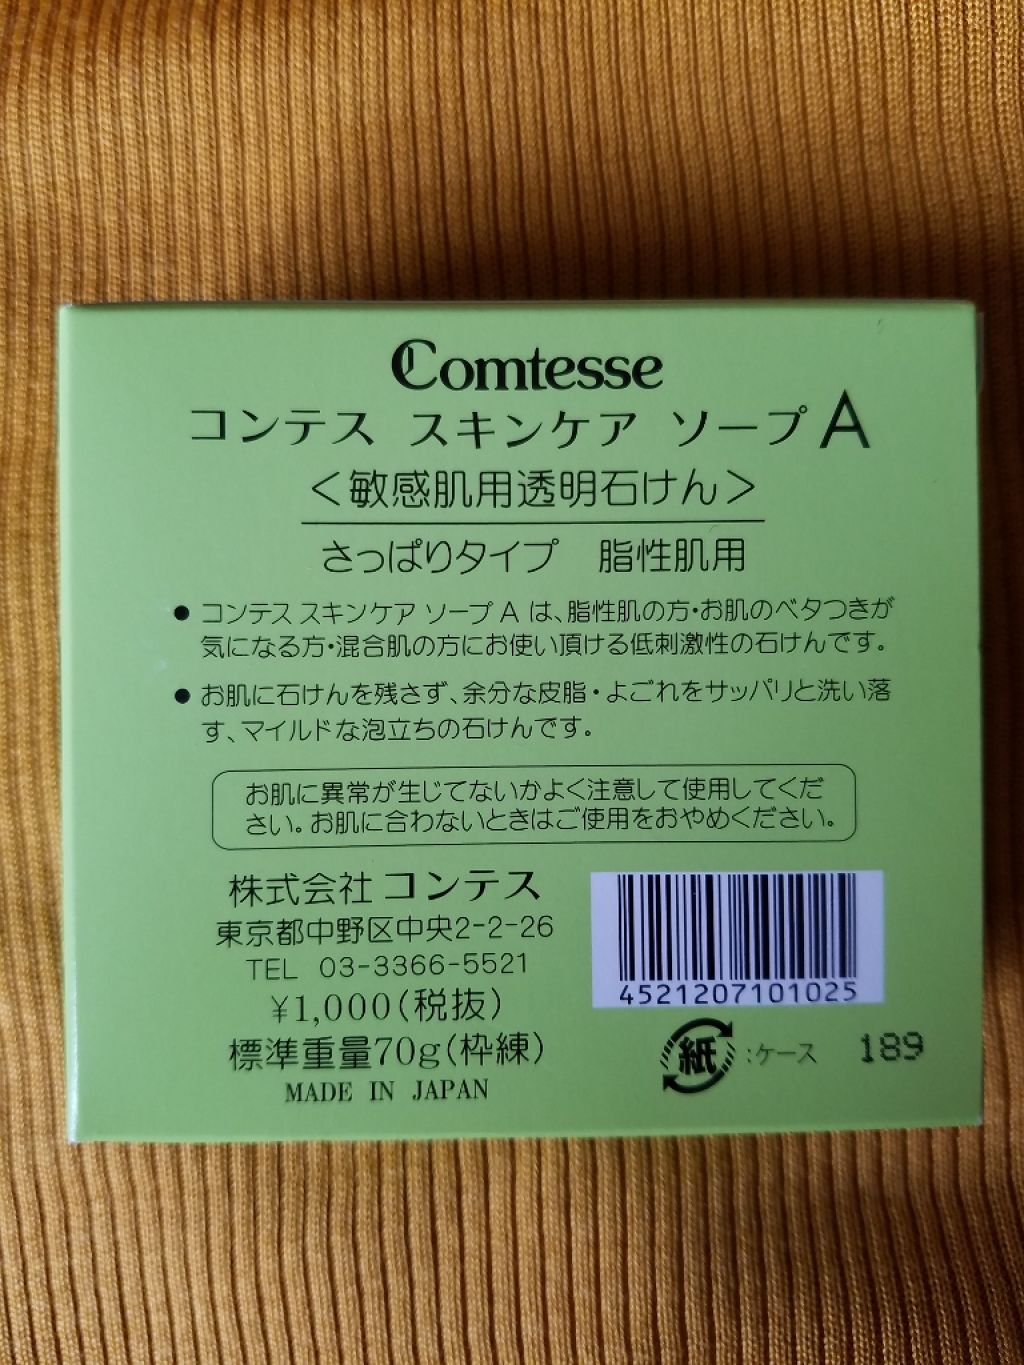 Comtesse
コンテス スキンケア ソープA
＜敏感肌用透明石けん＞
さっぱりタイプ 脂性肌用
● コンテス スキンケア ソープ A は、脂性肌の方・お肌のベタつきが
気になる方・混合肌の方にお使い頂ける低刺激性の石けんです。
● お肌に石けんを残さず、余分な皮脂・よごれをサッパリと洗い落
す、マイルドな泡立ちの石けんです。
お肌に異常が生じてないかよく注意して使用してくだ
さい。お肌に合わないときはご使用をおやめください。
株式会社 コンテス
東京都中野区中央2-2-26
TEL 03-3366-5521
¥1,000(税抜)
標準重量70g(枠練)
MADE IN JAPAN
4521207101025
紙:ケース
189